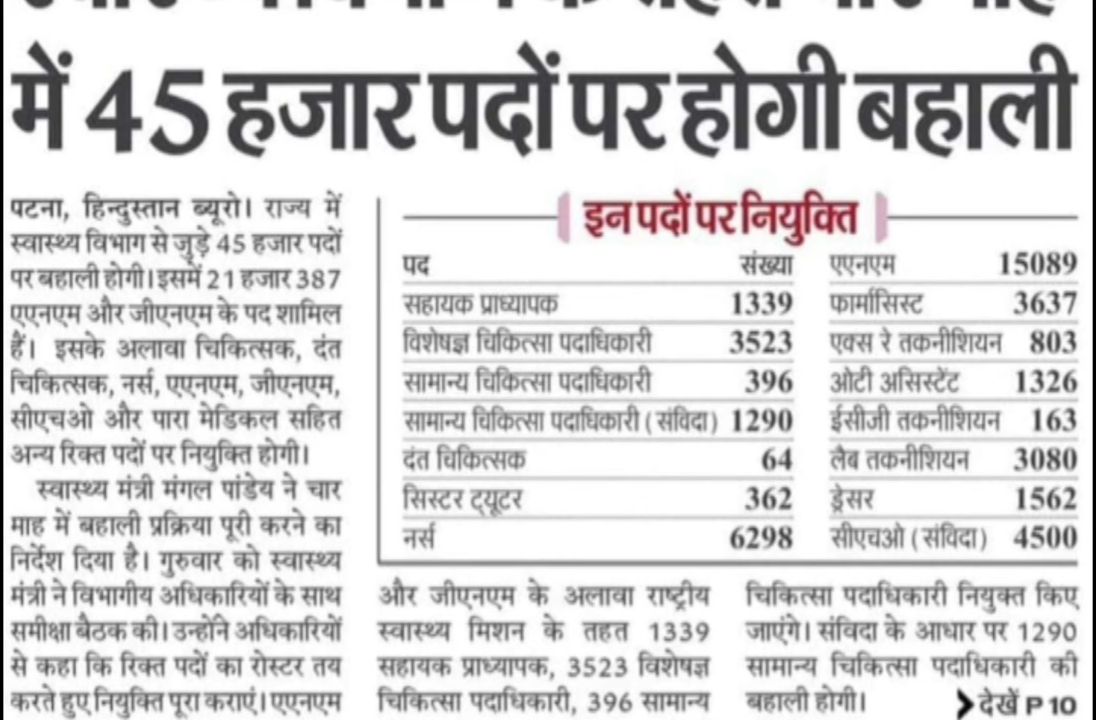 में 45 हजार पदों पर होगी बहाली
पटना, हिन्दुस्तान ब्यूरो। राज्य में
स्वास्थ्य विभाग से जुड़े 45 हजार पदों
पर बहाली होगी। इसमें 21 हजार 387
एएनएम और जीएनएम के पद शामिल
हैं। इसके अलावा चिकित्सक, दंत
चिकित्सक, नर्स, एएनएम, जीएनएम,
सीएचओ और पारा मेडिकल सहित
अन्य रिक्त पदों पर नियुक्ति होगी।
स्वास्थ्य मंत्री मंगल पांडेय ने चार
माह में बहाली प्रक्रिया पूरी करने का
निर्देश दिया है। गुरुवार को स्वास्थ्य
मंत्री ने विभागीय अधिकारियों के साथ
समीक्षा बैठक की। उन्होंने अधिकारियों
से कहा कि रिक्त पदों का रोस्टर तय
करते हुए नियुक्ति पूरा कराएं। एएनएम
इन पदों पर नियुक्ति
पद संख्या
सहायक प्राध्यापक 1339
विशेषज्ञ चिकित्सा पदाधिकारी 3523
सामान्य चिकित्सा पदाधिकारी 396
सामान्य चिकित्सा पदाधिकारी (संविदा) 1290
दंत चिकित्सक 64
सिस्टर ट्यूटर 362
नर्स 6298
एएनएम 15089
फार्मासिस्ट 3637
एक्स रे तकनीशियन 803
ओटी असिस्टेंट 1326
ईसीजी तकनीशियन 163
लैब तकनीशियन 3080
ड्रेसर 1562
सीएचओ (संविदा) 4500
और जीएनएम के अलावा राष्ट्रीय
स्वास्थ्य मिशन के तहत 1339
सहायक प्राध्यापक, 3523 विशेषज्ञ
चिकित्सा पदाधिकारी, 396 सामान्य
चिकित्सा पदाधिकारी नियुक्त किए
जाएंगे। संविदा के आधार पर 1290
सामान्य चिकित्सा पदाधिकारी की
बहाली होगी।
देखें P 10